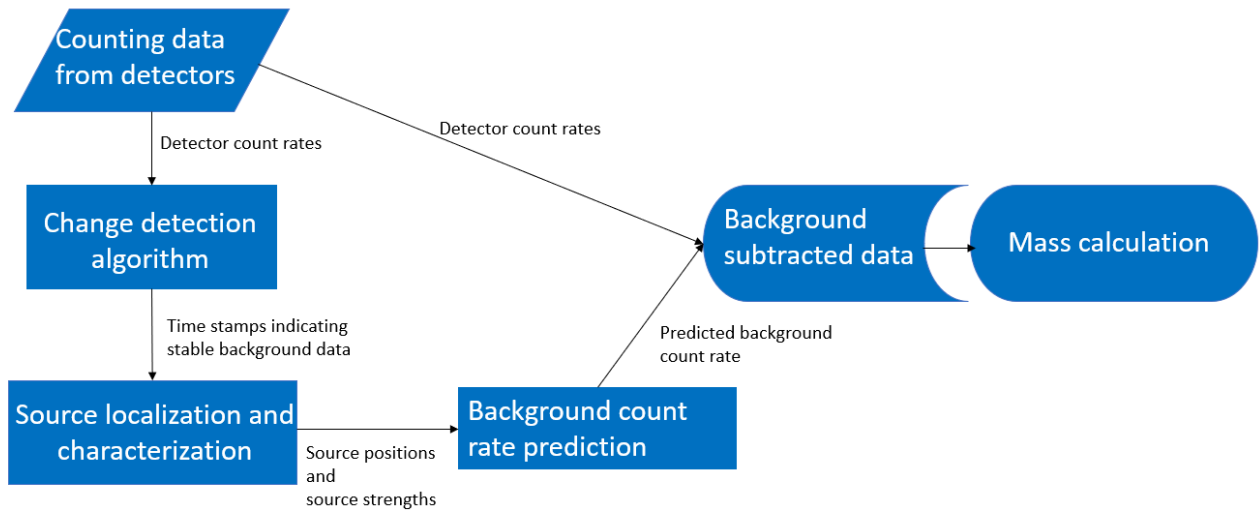 Counting data
from detectors
Detector count rates
Detector count rates
Change detection
algorithm
Background
subtracted data
Mass calculation
Time stamps indicating
stable background data
Predicted background
count rate
Source localization and
characterization
Source positions
and
source strengths
Background count
rate prediction